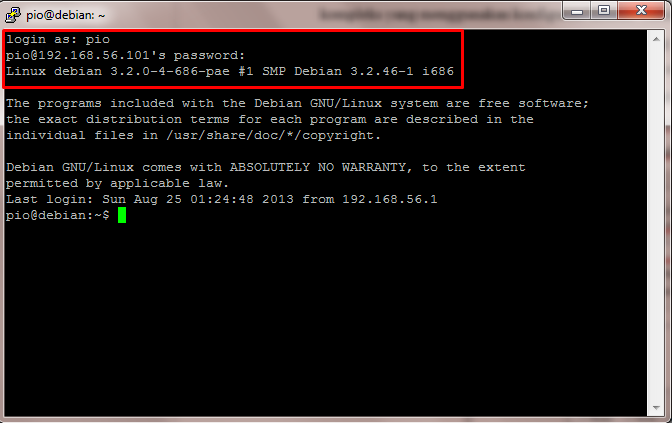 pio@debian: ~
login as: pio
pio@192.168.56.101's password:
Linux debian 3.2.0-4-686-pae #1 SMP Debian 3.2.46-1 i686
The programs included with the Debian GNU/Linux system are free software;
the exact distribution terms for each program are described in the
individual files in /usr/share/doc/*/copyright.
Debian GNU/Linux comes with ABSOLUTELY NO WARRANTY, to the extent
permitted by applicable law.
Last login: Sun Aug 25 01:24:48 2013 from 192.168.56.1
pio@debian:~$